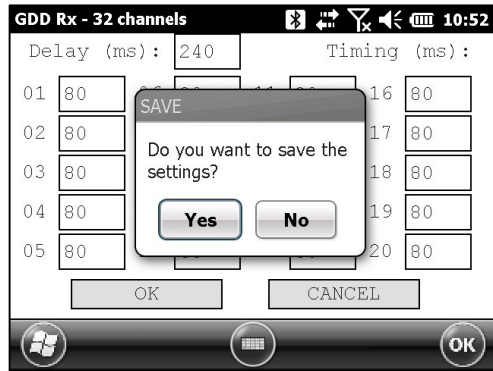 GDD Rx - 32 channels 10:52
Delay (ms): 240 Timing (ms):
01 80 16 80
SAVE
02 80 17 80
Do you want to save the
settings?
03 80 18 80
04 80 19 80
Yes No
05 80 20 80
OK CANCEL
OK